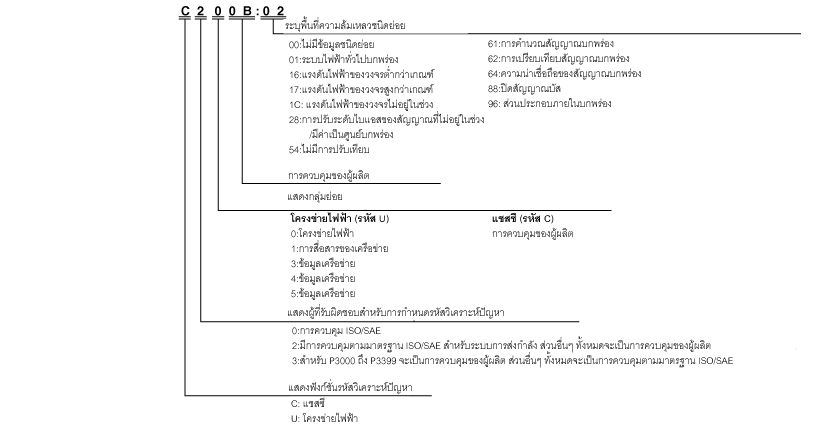 C 2 0 0 B : 0 2
ระบุพื้นที่ความล้มเหลวชนิดย่อย
00:ไม่มีข้อมูลชนิดย่อย
01:ระบบไฟฟ้าทั่วไปบกพร่อง
16:แรงดันไฟฟ้าของวงจรต่ำกว่าเกณฑ์
17:แรงดันไฟฟ้าของวงจรสูงกว่าเกณฑ์
1C: แรงดันไฟฟ้าของวงจรไม่อยู่ในช่วง
28:การปรับระดับไบแอสของสัญญาณที่ไม่อยู่ในช่วง
/มีค่าเป็นศูนย์บกพร่อง
54:ไม่มีการปรับเทียบ
61:การคำนวณสัญญาณบกพร่อง
62:การเปรียบเทียบสัญญาณบกพร่อง
64:ความน่าเชื่อถือของสัญญาณบกพร่อง
88:ปิดสัญญาณบัส
96: ส่วนประกอบภายในบกพร่อง
การควบคุมของผู้ผลิต
แสดงกลุ่มย่อย
โครงข่ายไฟฟ้า (รหัส U)
0:โครงข่ายไฟฟ้า
1:การสื่อสารของเครือข่าย
3:ข้อมูลเครือข่าย
4:ข้อมูลเครือข่าย
5:ข้อมูลเครือข่าย
แชสซี (รหัส C)
การควบคุมของผู้ผลิต
แสดงผู้ที่รับผิดชอบสำหรับการกำหนดรหัสวิเคราะห์ปัญหา
0:การควบคุม ISO/SAE
2:มีการควบคุมตามมาตรฐาน ISO/SAE สำหรับระบบการส่งกำลัง ส่วนอื่นๆ ทั้งหมดจะเป็นการควบคุมของผู้ผลิต
3:สำหรับ P3000 ถึง P3399 จะเป็นการควบคุมของผู้ผลิต ส่วนอื่นๆ ทั้งหมดจะเป็นการควบคุมตามมาตรฐาน ISO/SAE
แสดงฟังก์ชั่นรหัสวิเคราะห์ปัญหา
C: แชสซี
U: โครงข่ายไฟฟ้า